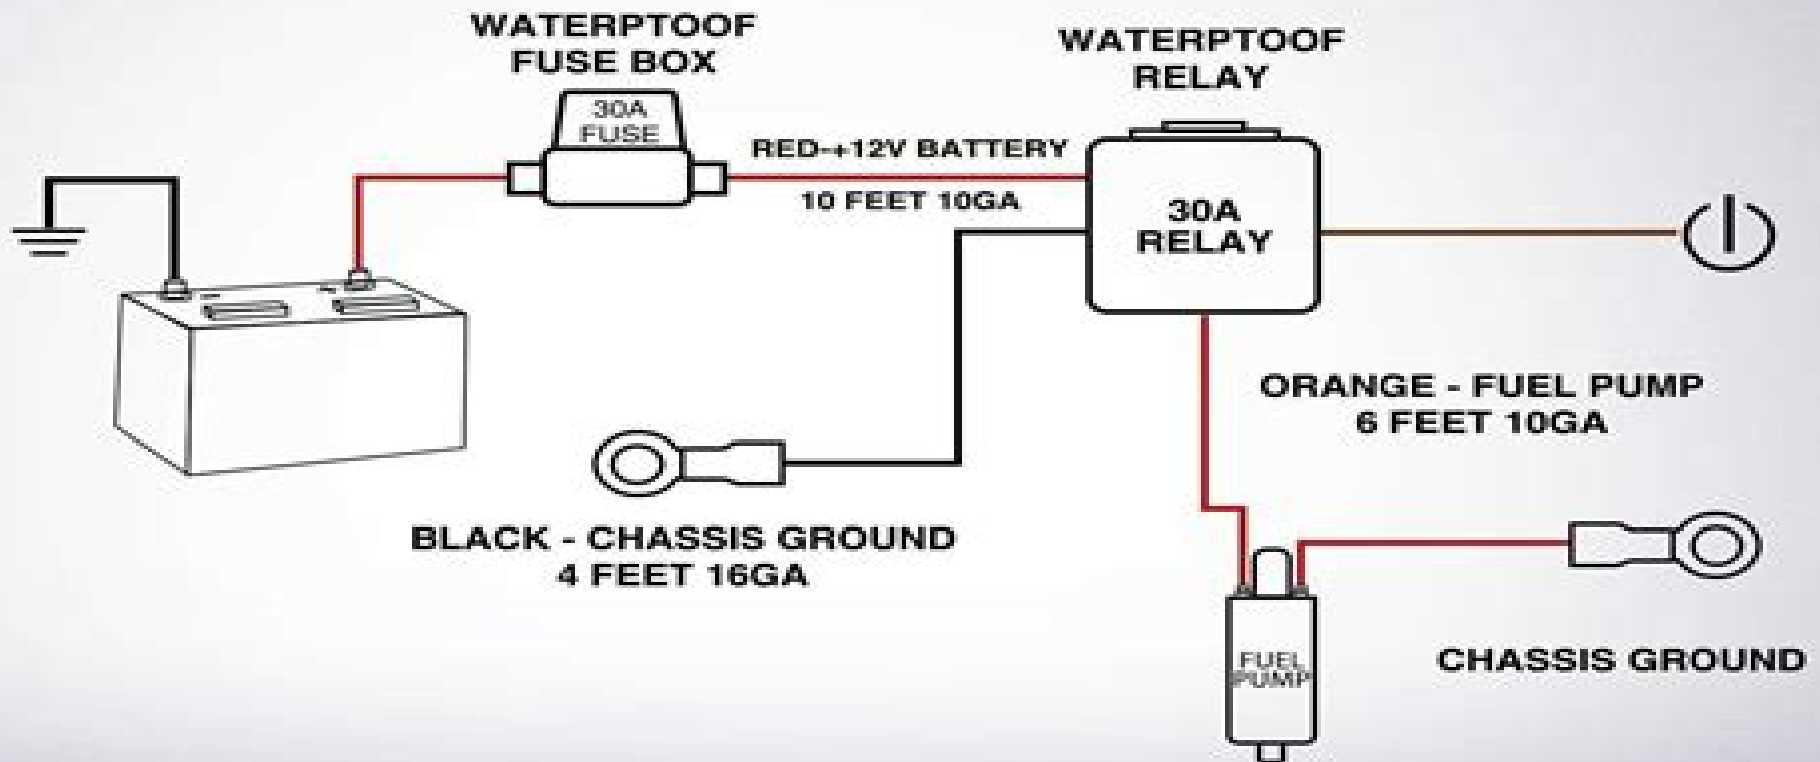 WATERPTOOF
FUSE BOX
WATERPTOOF
RELAY
30A
FUSE
RED-+12V BATTERY
10 FEET 10GA
30A
RELAY
ORANGE - FUEL PUMP
6 FEET 10GA
BLACK - CHASSIS GROUND
4 FEET 16GA
FUEL
PUMP
CHASSIS GROUND